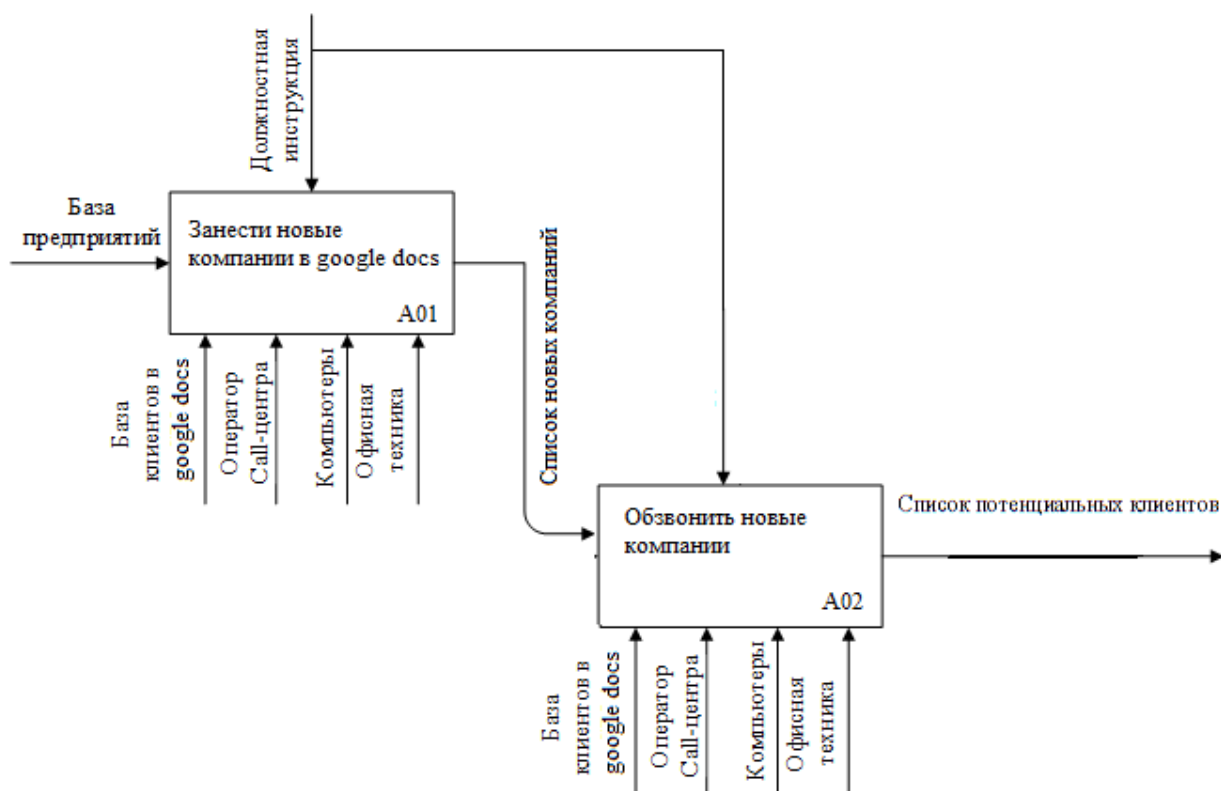 Должностная
инструкция
База
предприятий
Занести новые
компании в google docs
A01
База
клиентов в
google docs
Оператор
Call-центра
Компьютеры
Офисная
техника
Список новых компаний
Обзвонить новые
компании
A02
Список потенциальных клиентов
База
клиентов в
google docs
Оператор
Call-центра
Компьютеры
Офисная
техника